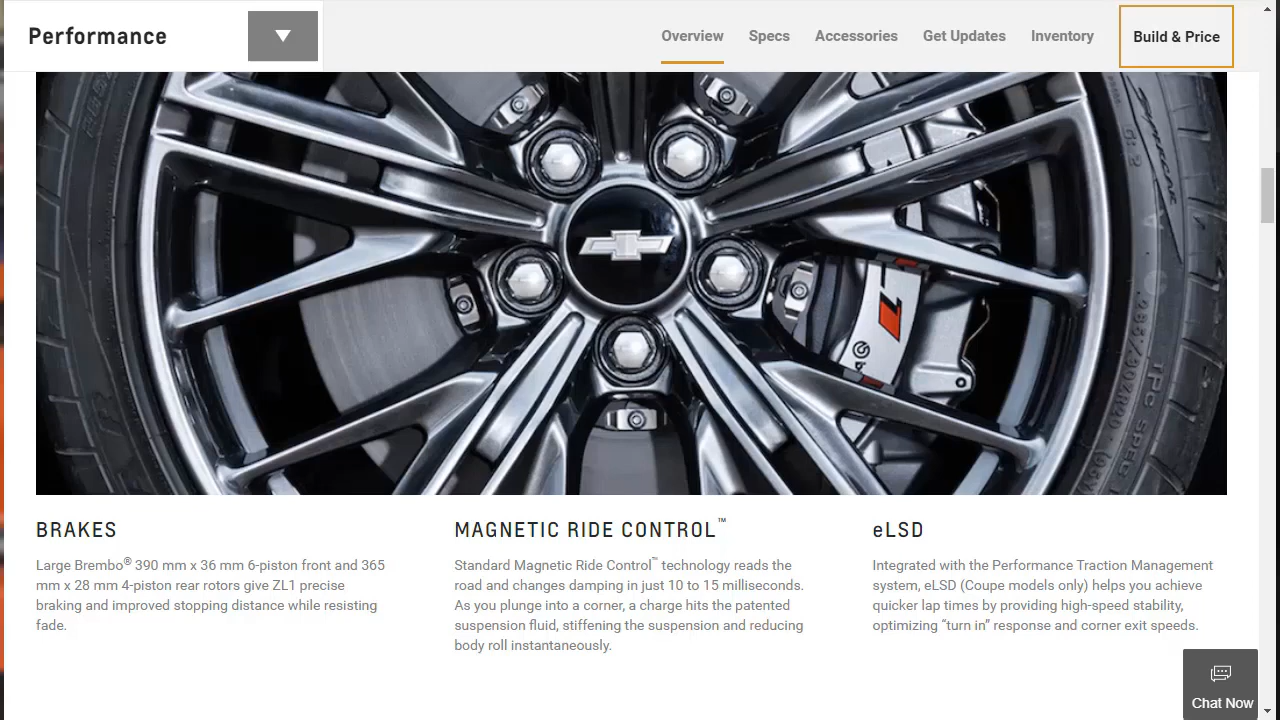 Performance
Overview
Specs
Accessories
Get Updates
Inventory
Build & Price
TPC SPEC
BRAKES
Large Brembo® 390 mm x 36 mm 6-piston front and 365
mm x 28 mm 4-piston rear rotors give ZL1 precise
braking and improved stopping distance while resisting
fade.
MAGNETIC RIDE CONTROL™
Standard Magnetic Ride Control™ technology reads the
road and changes damping in just 10 to 15 milliseconds.
As you plunge into a corner, a charge hits the patented
suspension fluid, stiffening the suspension and reducing
body roll instantaneously.
eLSD
Integrated with the Performance Traction Management
system, eLSD (Coupe models only) helps you achieve
quicker lap times by providing high-speed stability,
optimizing “turn in” response and corner exit speeds.
Chat Now